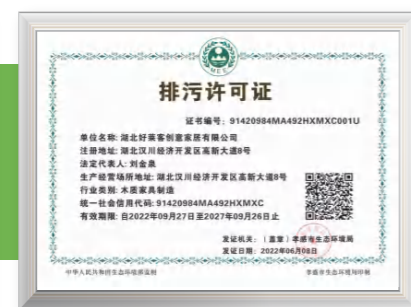 MEE
排污许可证
证书编号：91420984MA492HXMXC001U
单位名称:湖北好莱客创意家居有限公司
注册地址:湖北汉川经济开发区高新大道8号
法定代表人:刘金泉
生产经营场所地址:湖北汉川经济开发区高新大道8号
行业类别:木质家具制造
统一社会信用代码:91420984MA492HXMXC
有效期限:自2022年09月27日至2027年09月26日止
发证机关：（盖章）孝感市生态环境局
发证日期：2022年06月08日
中华人民共和国生态环境部监制
孝感市生态环境局印制